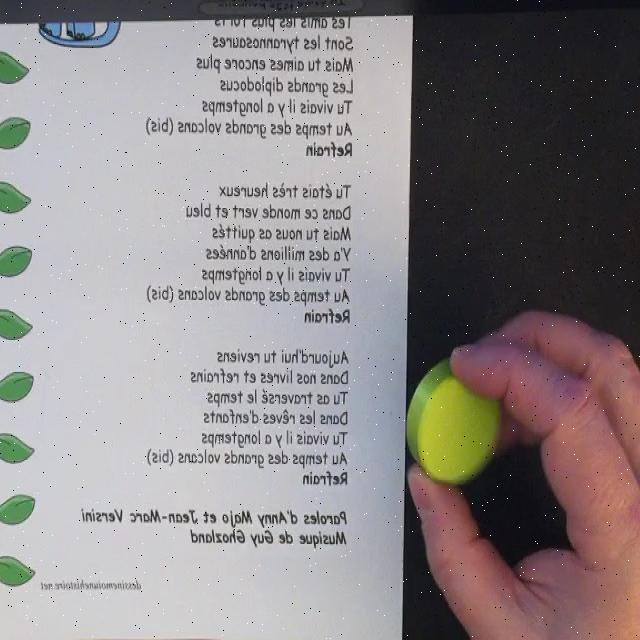 Tes amis les plus forts
Sont les tyrannosaures
Mais tu aimes encore plus
Les grands diplodocus
Tu vivais il y a longtemps
Au temps des grands volcans (bis)
Refrain
Tu étais très heureux
Dans ce monde vert et bleu
Mais tu nous as quittés
Y'a des millions d'années
Tu vivais il y a longtemps
Au temps des grands volcans (bis)
Refrain
Aujourd'hui tu reviens
Dans nos livres et refrains
Tu as traversé le temps
Dans les rêves d'enfants
Tu vivais il y a longtemps
Au temps des grands volcans (bis)
Refrain
Paroles d'Anny Majo et Jean-Marc Versini.
Musique de Guy Ghozland
dessinemoiunehistoire.net